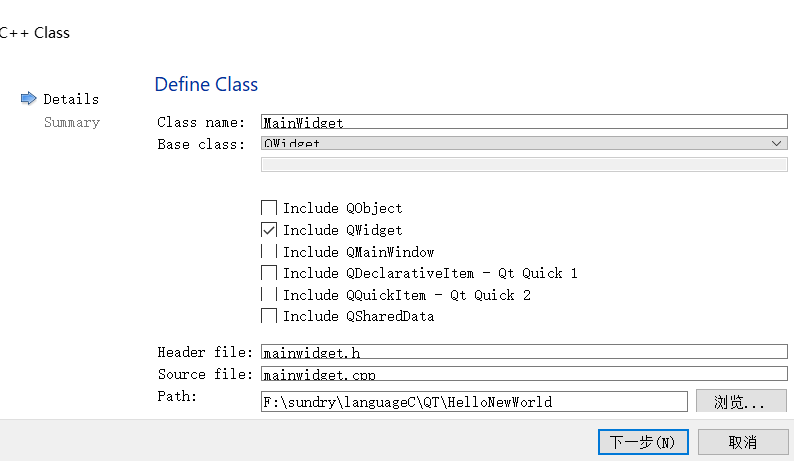 C++ Class
Define Class
Details
Summary
Class name: MainWidget
Base class: QWidget
Include QObject
Include QWidget
Include QMainWindow
Include QDeclarativeItem - Qt Quick 1
Include QQuickItem - Qt Quick 2
Include QSharedData
Header file: mainwidget.h
Source file: mainwidget.cpp
Path: F:\sundry\languageC\QT\HelloNewWorld 浏览...
下一步(N) 取消